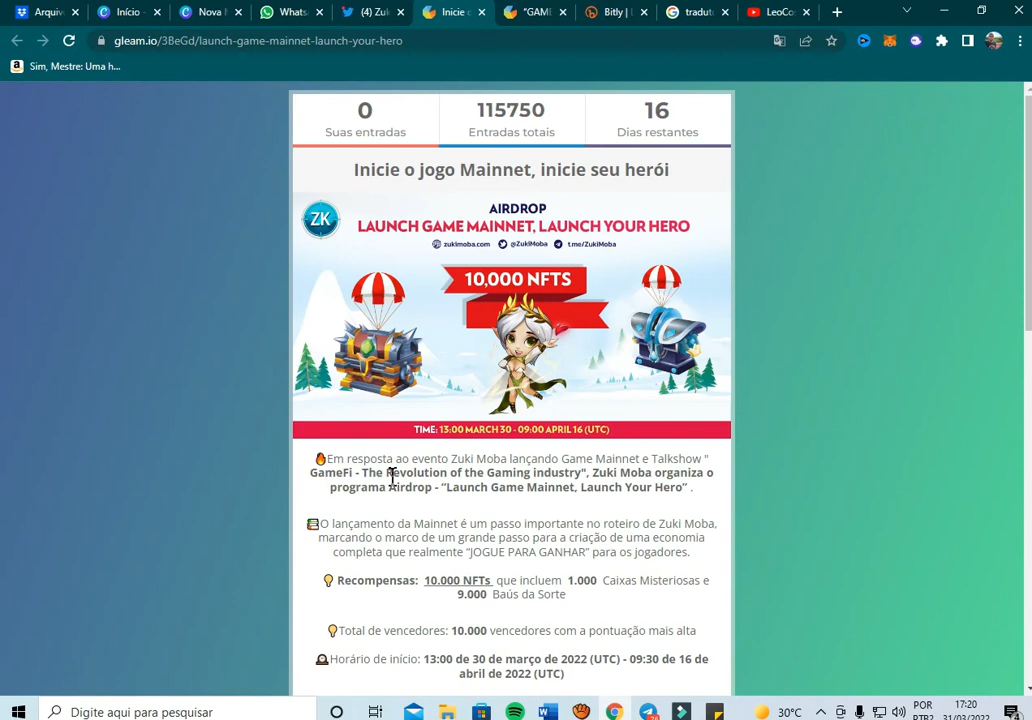 Arquiv
Início -
Nova
Whats
(4) Zuk
Inicie o
"GAME
Bitly | L
tradut
LeoCo
gleam.io/3BeGd/launch-game-mainnet-launch-your-hero
Sim, Mestre: Uma h...
0
Suas entradas
115750
Entradas totais
16
Dias restantes
Inicie o jogo Mainnet, inicie seu herói
ZK
AIRDROP
LAUNCH GAME MAINNET, LAUNCH YOUR HERO
zukimoba.com @ZukiMoba t.me/ZukiMoba
10,000 NFTS
TIME: 13:00 MARCH 30 - 09:00 APRIL 16 (UTC)
🔥Em resposta ao evento Zuki Moba lançando Game Mainnet e Talkshow "
GameFi - The Revolution of the Gaming industry", Zuki Moba organiza o
programa Airdrop - “Launch Game Mainnet, Launch Your Hero” .
O lançamento da Mainnet é um passo importante no roteiro de Zuki Moba,
marcando o marco de um grande passo para a criação de uma economia
completa que realmente “JOGUE PARA GANHAR” para os jogadores.
💡 Recompensas: 10.000 NFTs que incluem 1.000 Caixas Misteriosas e
9.000 Baús da Sorte
💡Total de vencedores: 10.000 vencedores com a pontuação mais alta
Horário de início: 13:00 de 30 de março de 2022 (UTC) - 09:30 de 16 de
abril de 2022 (UTC)
Digite aqui para pesquisar
30°C
POR
PTB2
17:20
31/03/2022